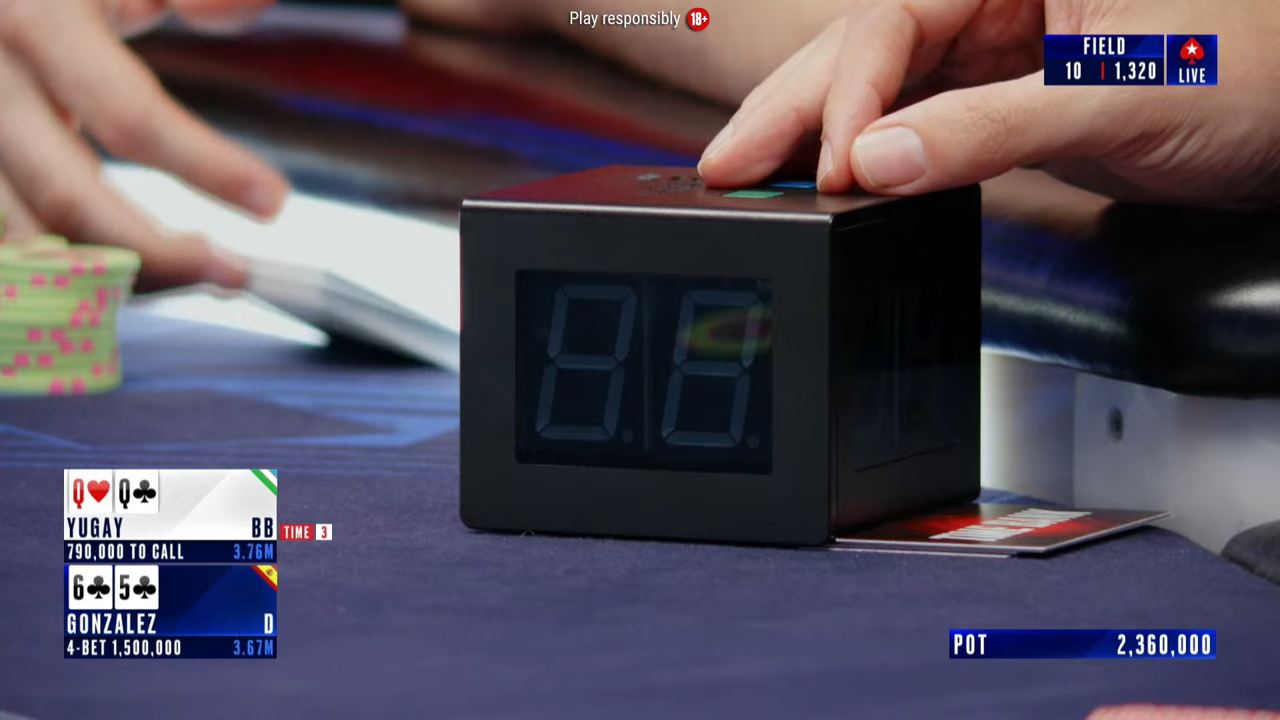 Play responsibly 18+
FIELD
10 | 1,320
LIVE
Q♥ Q♣
YUGAY BB
TIME 3
790,000 TO CALL 3.76M
6♣ 5♣
GONZALEZ D
4-BET 1,500,000 3.67M
POT 2,360,000